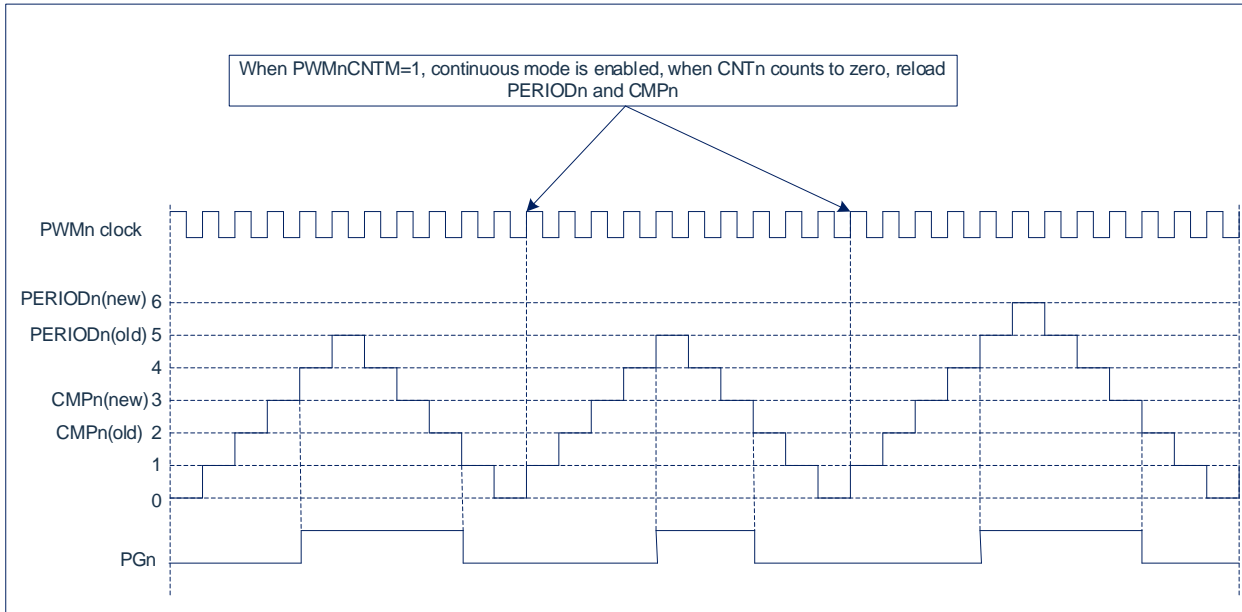 When PWMnCNTM=1, continuous mode is enabled, when CNTn counts to zero, reload
PERIODn and CMPn
PWMn clock
PERIODn(new) 6
PERIODn(old) 5
4
CMPn(new) 3
CMPn(old) 2
1
0
PGn